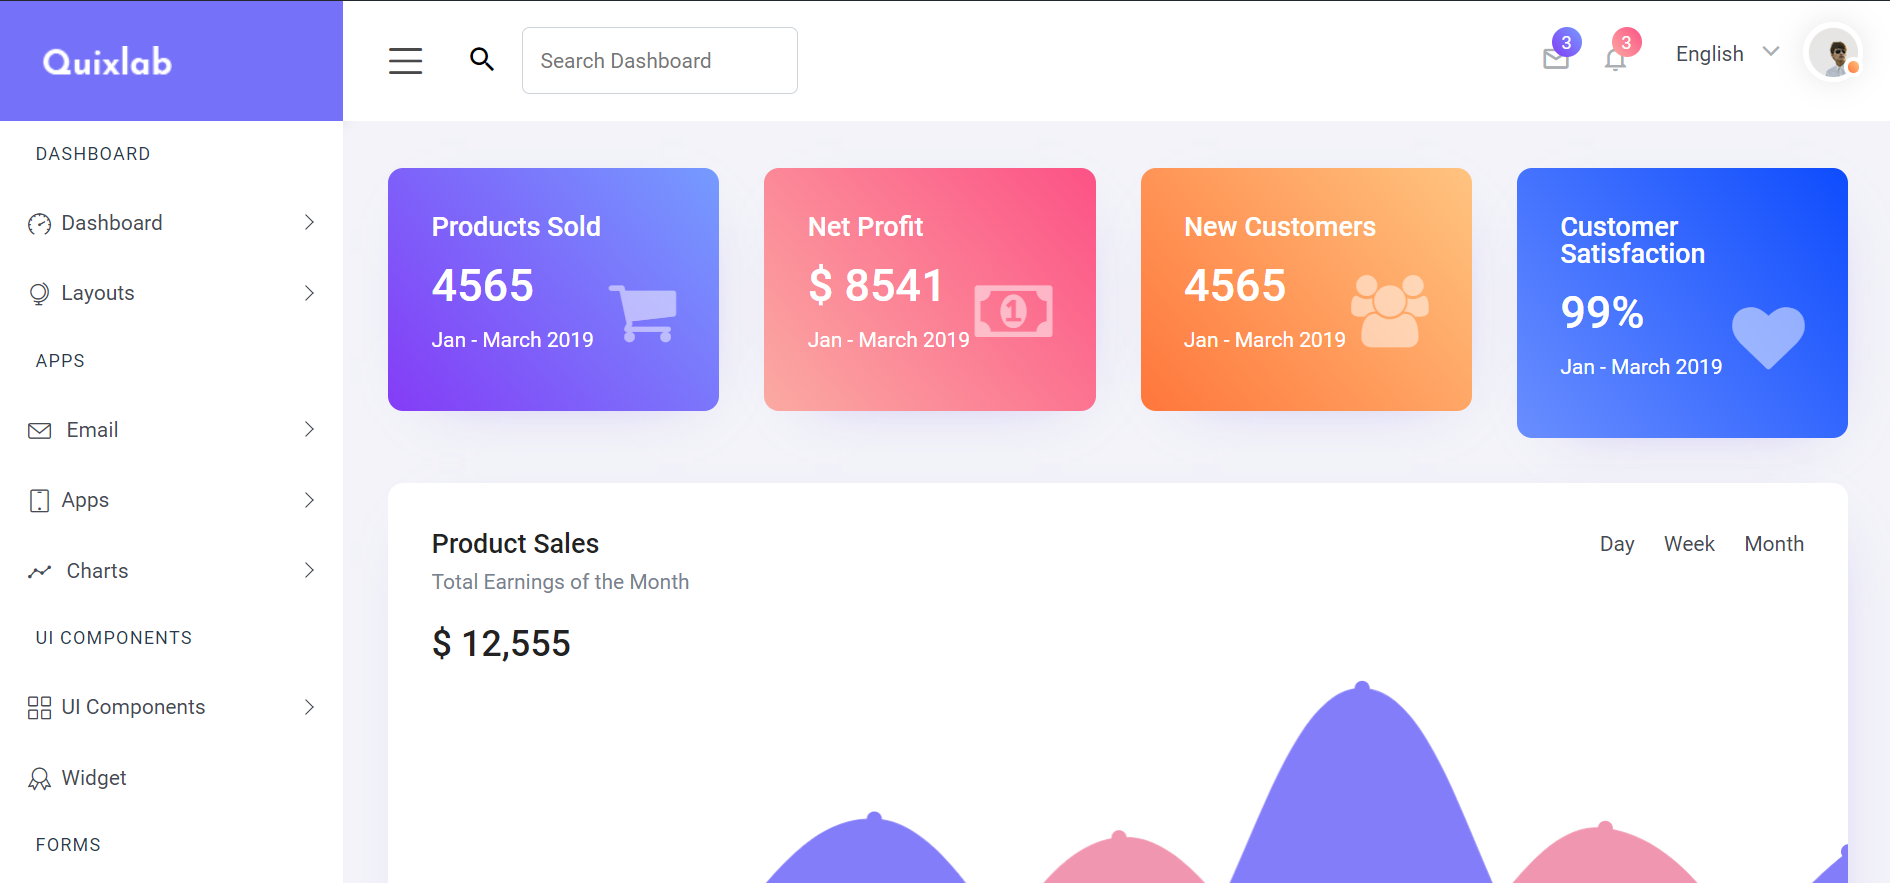 Quixlab
Search Dashboard
3
3
English
DASHBOARD
Dashboard
Layouts
APPS
Email
Apps
Charts
UI COMPONENTS
UI Components
Widget
FORMS
Products Sold
4565
Jan - March 2019
Net Profit
$ 8541
Jan - March 2019
1
New Customers
4565
Jan - March 2019
Customer
Satisfaction
99%
Jan - March 2019
Product Sales
Total Earnings of the Month
$ 12,555
Day Week Month